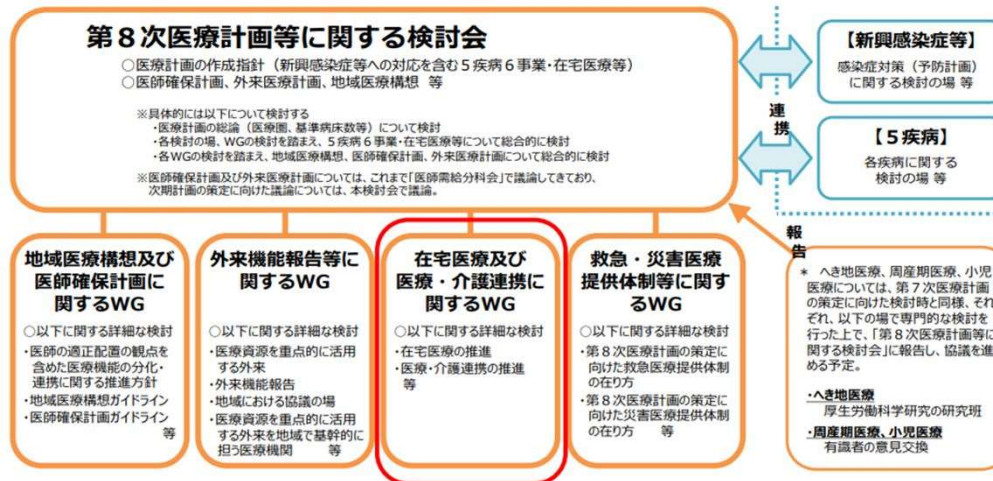 第８次医療計画等に関する検討会
○医療計画の作成指針（新興感染症等への対応を含む５疾病６事業・在宅医療等）
○医師確保計画、外来医療計画、地域医療構想 等
※具体的には以下について検討する
・医療計画の総論（医療圏、基準病床数等）について検討
・各検討の場、WGの検討を踏まえ、５疾病６事業・在宅医療等について総合的に検討
・各WGの検討を踏まえ、地域医療構想、医師確保計画、外来医療計画について総合的に検討
※医師確保計画及び外来医療計画については、これまで「医師需給分科会」で議論してきており、
次期計画の策定に向けた議論については、本検討会で議論。
連携
【新興感染症等】
感染症対策（予防計画）
に関する検討の場 等
【５疾病】
各疾病に関する
検討の場 等
報告
地域医療構想及び
医師確保計画に
関するWG
○以下に関する詳細な検討
・医師の適正配置の観点を
含めた医療機能の分化・
連携に関する推進方針
・地域医療構想ガイドライン
・医師確保計画ガイドライン
等
外来機能報告等に
関するWG
○以下に関する詳細な検討
・医療資源を重点的に活用
する外来
・外来機能報告
・地域における協議の場
・医療資源を重点的に活用
する外来を地域で基幹的に
担う医療機関 等
在宅医療及び
医療・介護連携に
関するWG
○以下に関する詳細な検討
・在宅医療の推進
・医療・介護連携の推進
等
救急・災害医療
提供体制等に関す
るWG
○以下に関する詳細な検討
・第８次医療計画の策定に
向けた救急医療提供体制
の在り方
・第８次医療計画の策定に
向けた災害医療提供体制
の在り方 等
* へき地医療、周産期医療、小児
医療については、第７次医療計画
の策定に向けた検討時と同様、それ
ぞれ、以下の場で専門的な検討を
行った上で、「第８次医療計画等に
関する検討会」に報告し、協議を進
める予定。
・へき地医療
厚生労働科学研究の研究班
・周産期医療、小児医療
有識者の意見交換